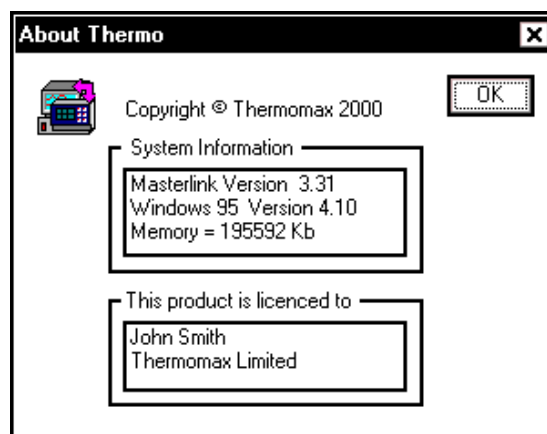 About Thermo
OK
Copyright © Thermomax 2000
System Information
Masterlink Version 3.31
Windows 95 Version 4.10
Memory = 195592 Kb
This product is licenced to
John Smith
Thermomax Limited